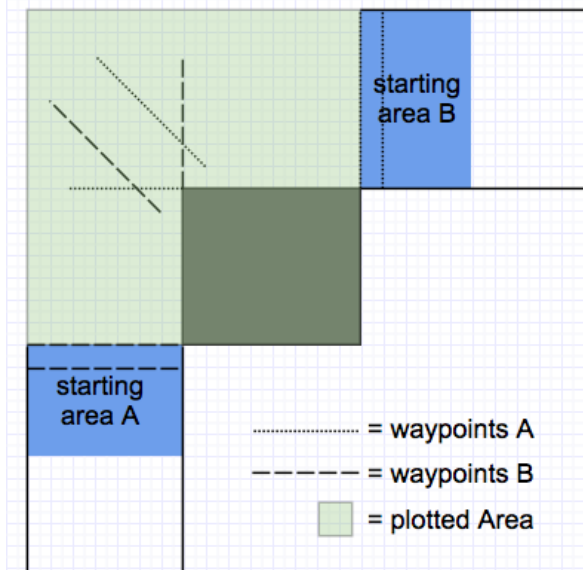 starting
area B
starting
area A
= waypoints A
= waypoints B
= plotted Area